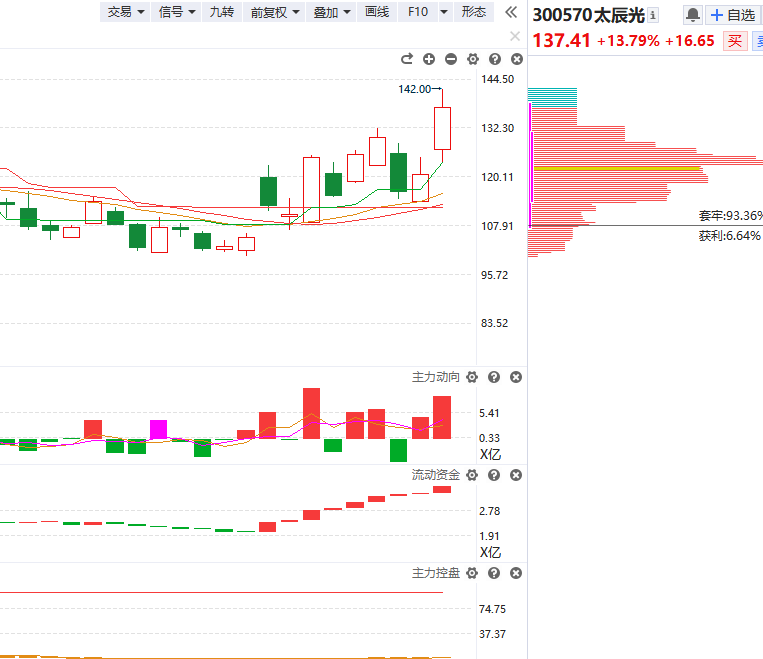 交易 信号 九转 前复权 叠加 画线 F10 形态
300570太辰光 自选
137.41 +13.79% +16.65 买
144.50
142.00
132.30
120.11
107.91
95.72
83.52
套牢:93.36%
获利:6.64%
主力动向
5.41
0.33
X亿
流动资金
2.78
1.91
X亿
主力控盘
74.75
37.37